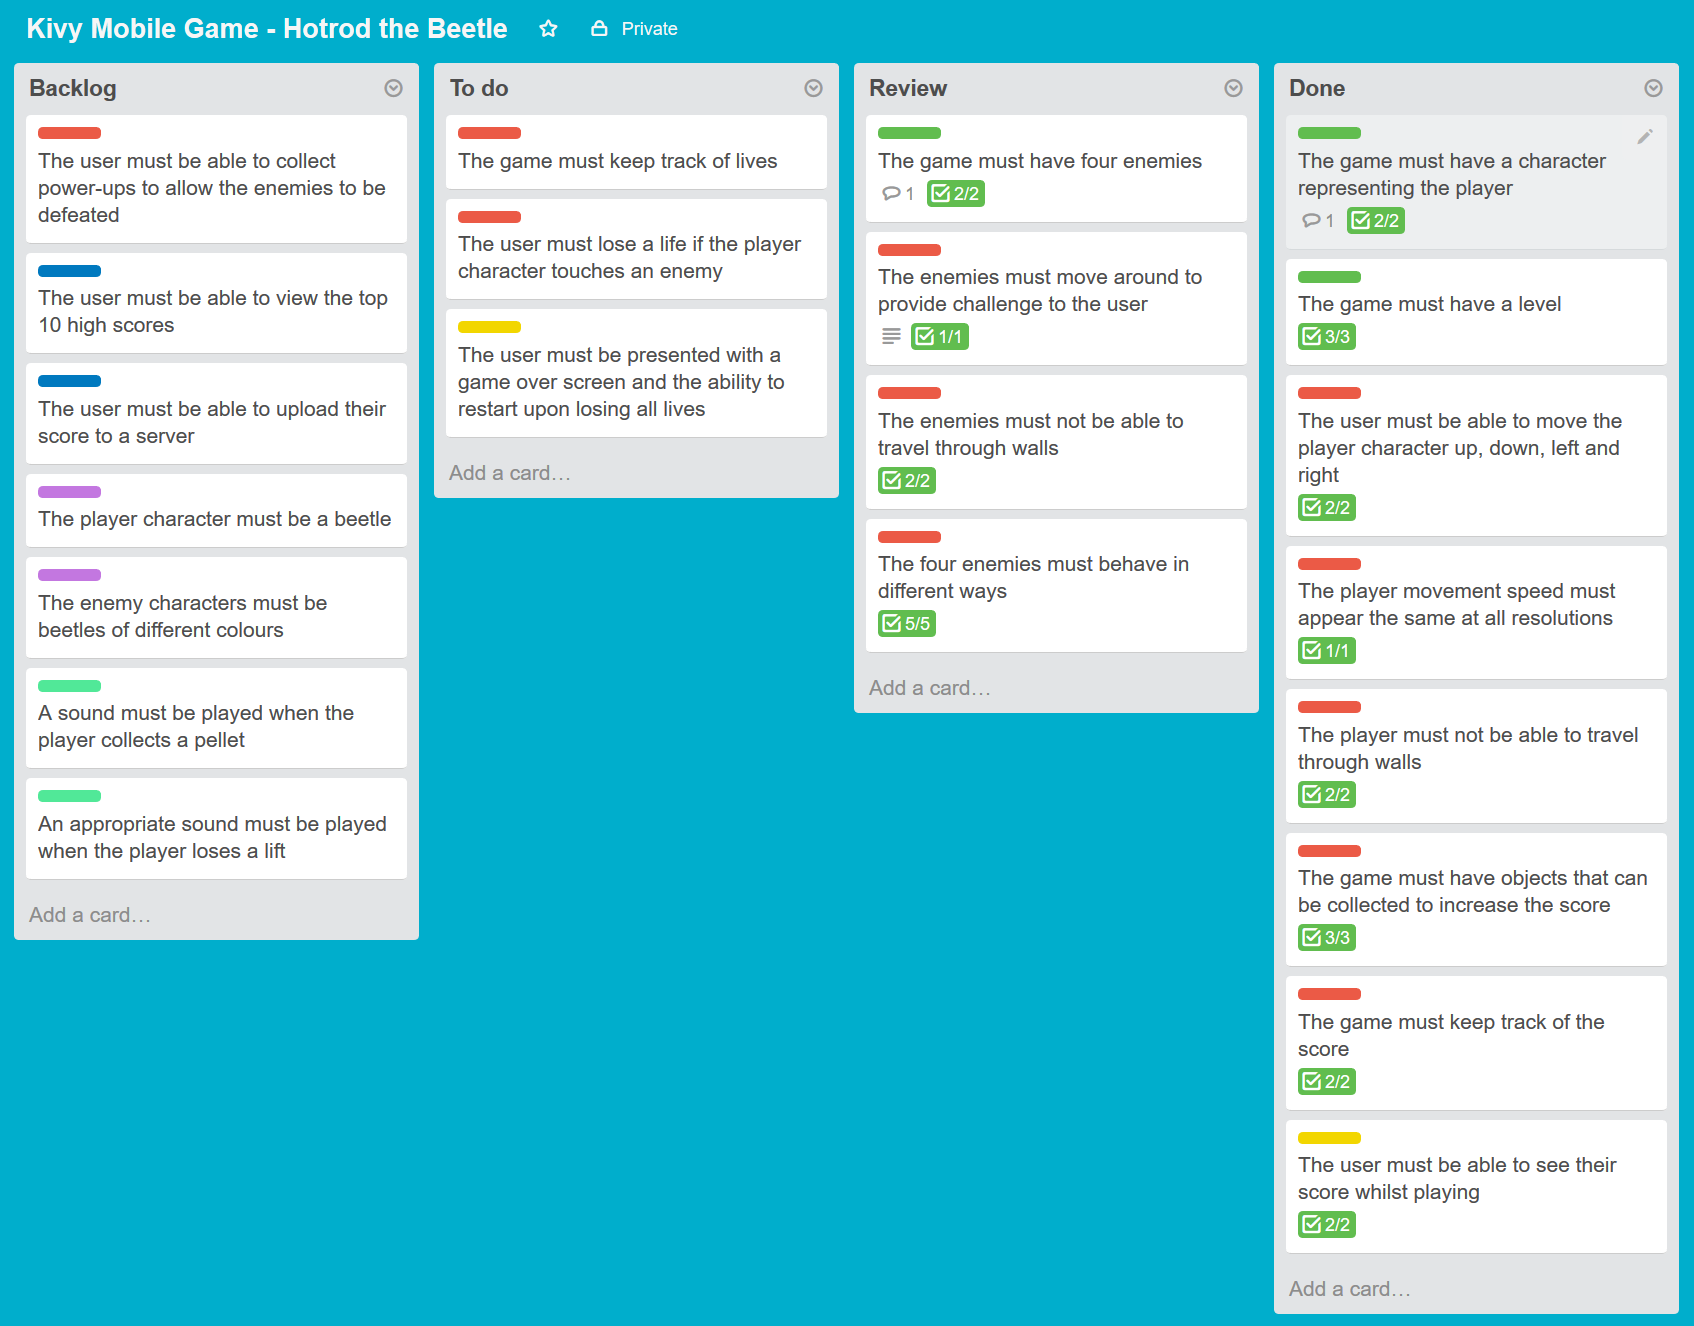 Kivy Mobile Game - Hotrod the Beetle
Private
Backlog
The user must be able to collect
power-ups to allow the enemies to be
defeated
The user must be able to view the top
10 high scores
The user must be able to upload their
score to a server
The player character must be a beetle
The enemy characters must be
beetles of different colours
A sound must be played when the
player collects a pellet
An appropriate sound must be played
when the player loses a lift
Add a card…
To do
The game must keep track of lives
The user must lose a life if the player
character touches an enemy
The user must be presented with a
game over screen and the ability to
restart upon losing all lives
Add a card…
Review
The game must have four enemies
1 2/2
The enemies must move around to
provide challenge to the user
1/1
The enemies must not be able to
travel through walls
2/2
The four enemies must behave in
different ways
5/5
Add a card…
Done
The game must have a character
representing the player
1 2/2
The game must have a level
3/3
The user must be able to move the
player character up, down, left and
right
2/2
The player movement speed must
appear the same at all resolutions
1/1
The player must not be able to travel
through walls
2/2
The game must have objects that can
be collected to increase the score
3/3
The game must keep track of the
score
2/2
The user must be able to see their
score whilst playing
2/2
Add a card…